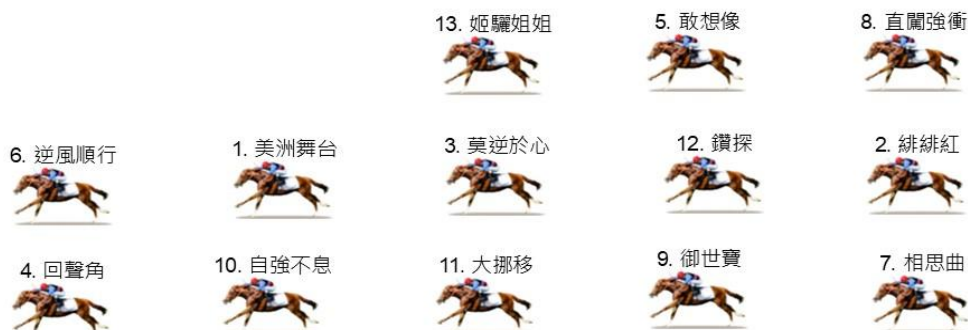 13. 姬驪姐姐
5. 敢想像
8. 直闖強衝
6. 逆風順行
1. 美洲舞台
3. 莫逆於心
12. 鑽探
2. 緋緋紅
4. 回聲角
10. 自強不息
11. 大挪移
9. 御世寶
7. 相思曲